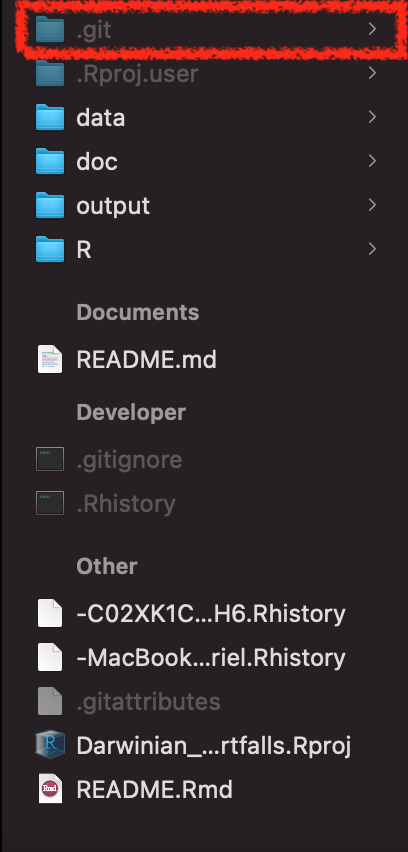 .git
.Rproj.user
data
doc
output
R
Documents
README.md
Developer
.gitignore
.Rhistory
Other
-C02XK1C...H6.Rhistory
-MacBook...riel.Rhistory
.gitattributes
Darwinian_...rtfalls.Rproj
README.Rmd